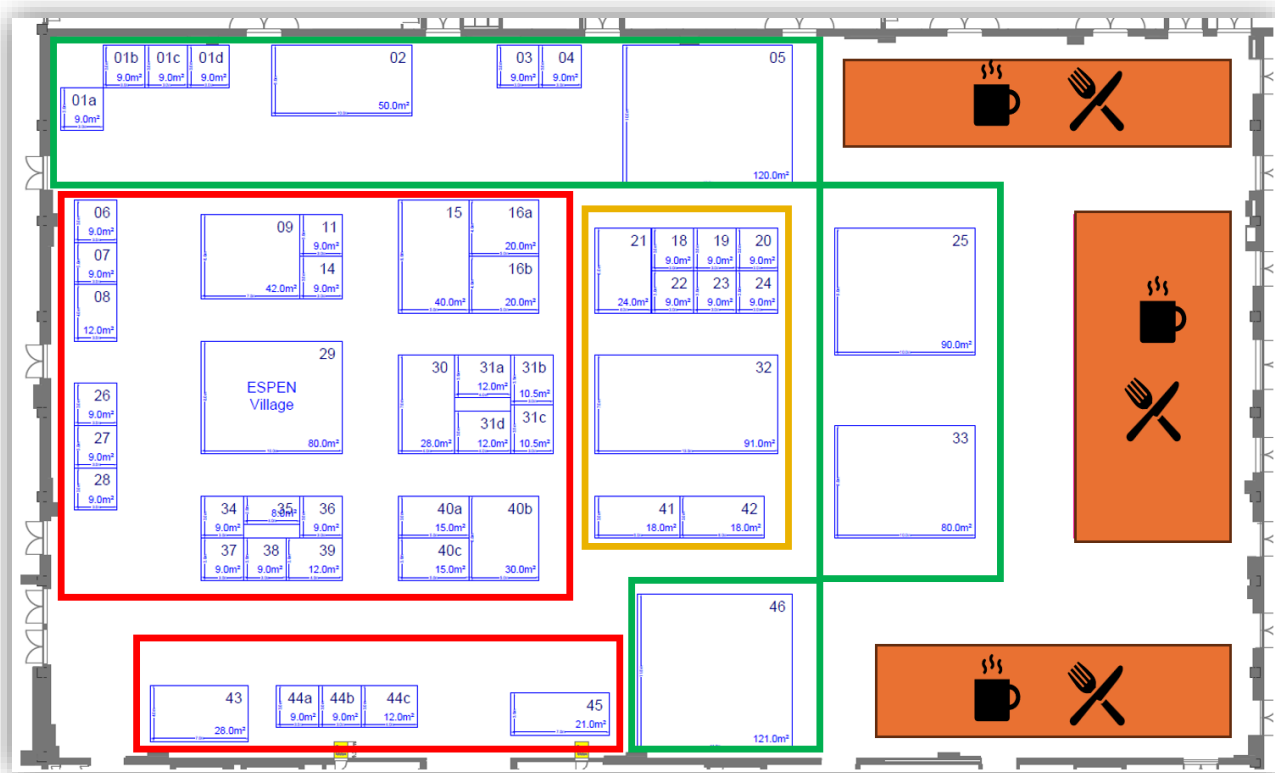 01b 01c 01d 02 03 04 05
9.0m² 9.0m² 9.0m² 9.0m² 9.0m²
01a
50.0m²
9.0m²
120.0m²
06 15 16a
9.0m² 09 11
07 9.0m² 20.0m²
9.0m² 14 16b
08 42.0m² 9.0m²
12.0m² 40.0m² 20.0m²
21 18 19 20 25
9.0m² 9.0m² 9.0m²
22 23 24
24.0m² 9.0m² 9.0m² 9.0m²
90.0m²
29 30 31a 31b 32
ESPEN
Village
12.0m² 10.5m²
31d 31c
80.0m² 28.0m² 12.0m² 10.5m² 91.0m²
26
9.0m²
27
9.0m²
28
9.0m²
33
80.0m²
34 35 36 40a 40b 41 42
9.0m² 8.0m² 9.0m² 15.0m² 18.0m² 18.0m²
37 38 39 40c
9.0m² 9.0m² 12.0m² 15.0m² 30.0m²
46
121.0m²
43 44a 44b 44c 45
28.0m² 9.0m² 9.0m² 12.0m² 21.0m²